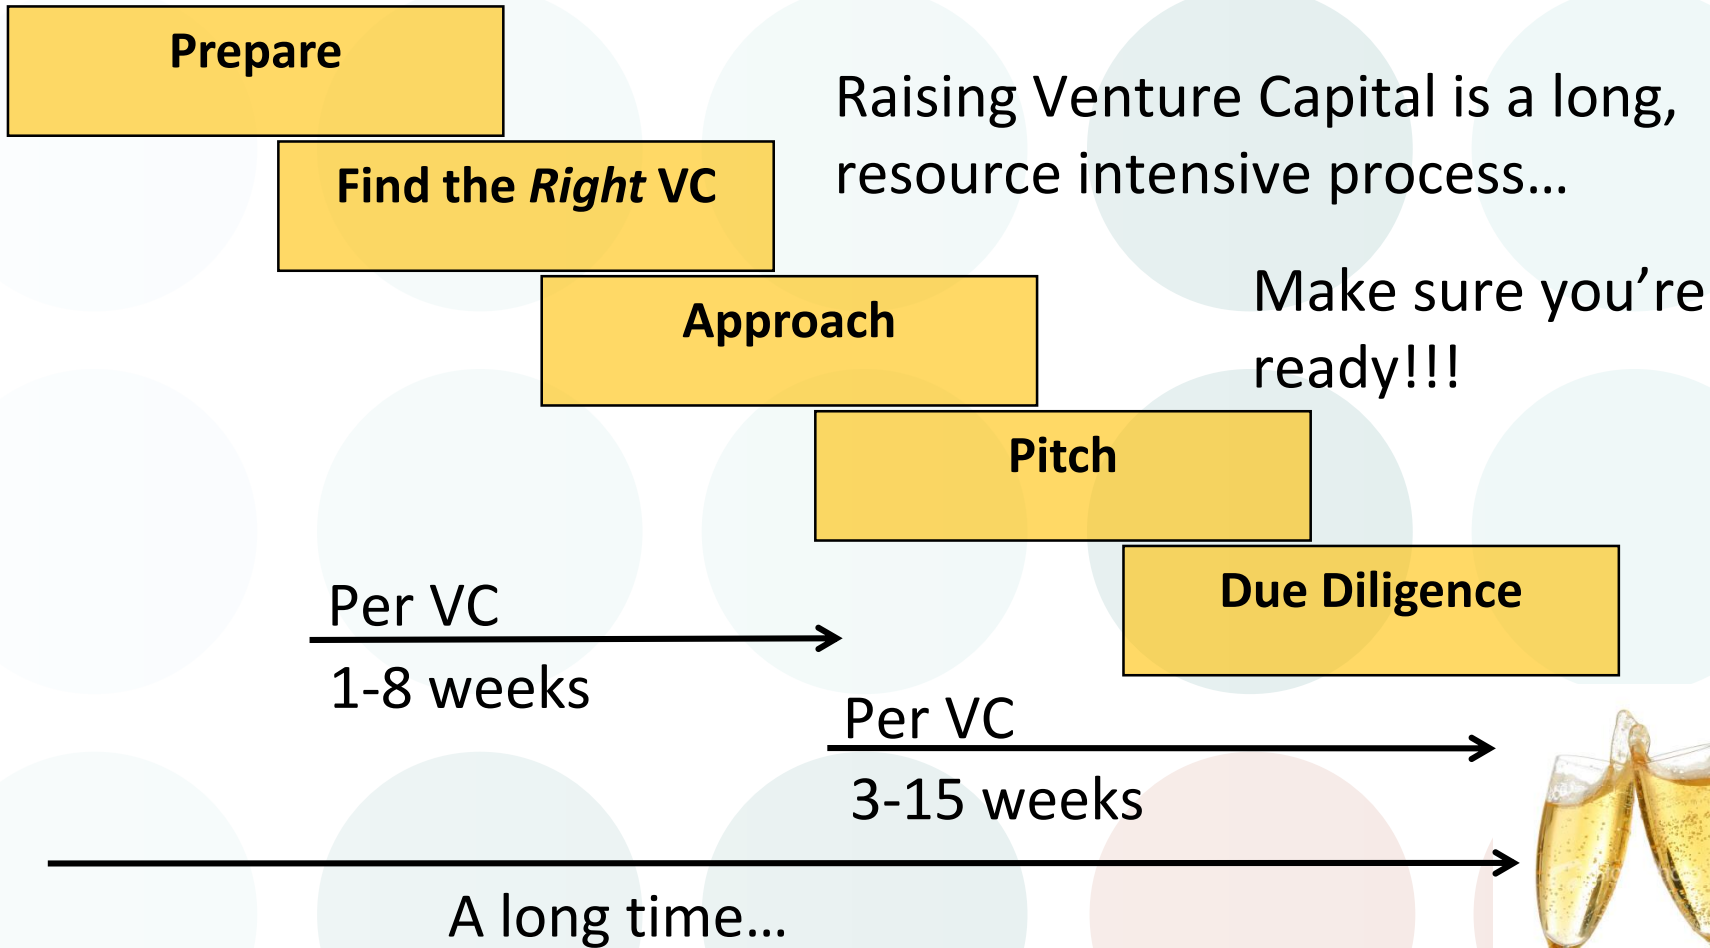 Prepare
Raising Venture Capital is a long,
resource intensive process…
Find the Right VC
Make sure you’re
ready!!!
Approach
Pitch
Due Diligence
Per VC
1-8 weeks
Per VC
3-15 weeks
A long time…